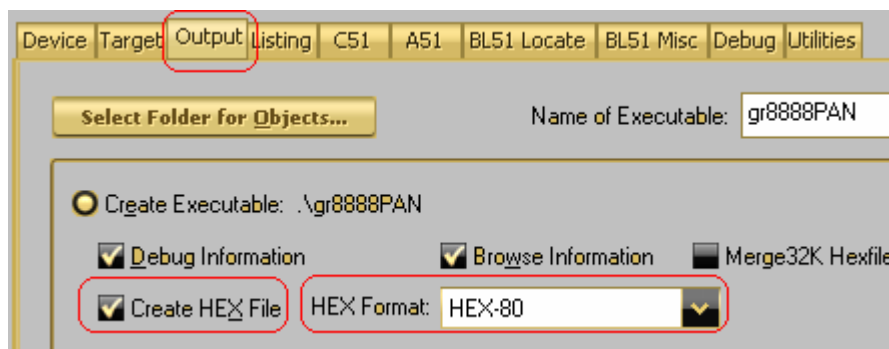 Device Target Output Listing C51 A51 BL51 Locate BL51 Misc Debug Utilities
Select Folder for Objects... Name of Executable: gr8888PAN
Create Executable: .\gr8888PAN
Debug Information Browse Information Merge32K Hexfile
Create HEX File HEX Format: HEX-80